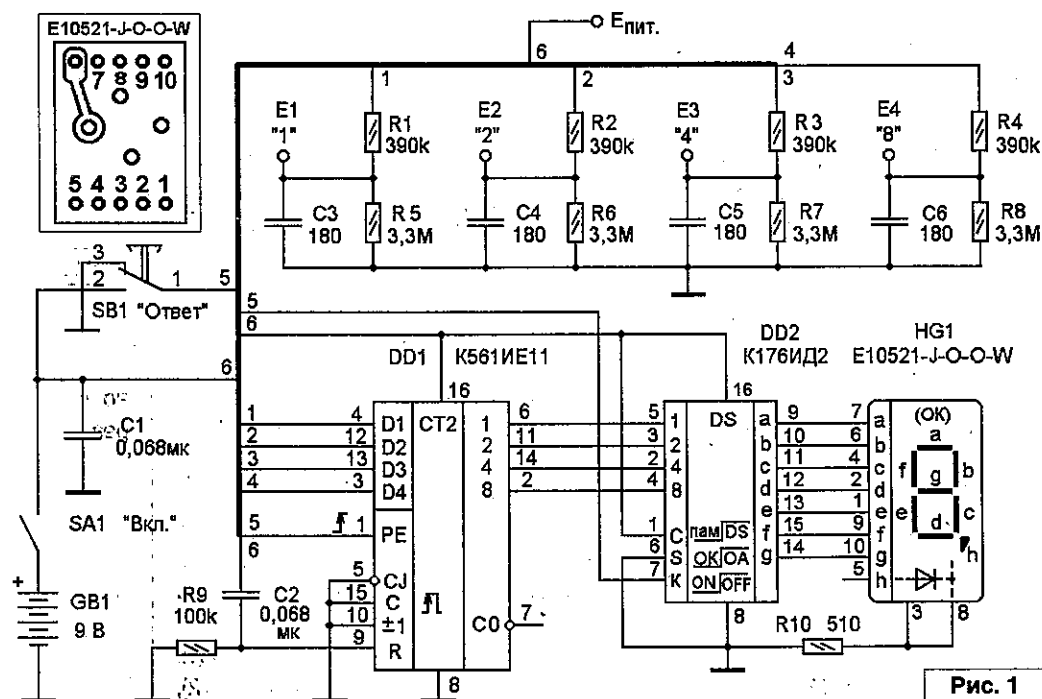 E10521-J-O-O-W
7 8 9 10
5 4 3 2 1
Eпит.
6
4
1 2 3
E1 "1"
E2 "2"
E3 "4"
E4 "8"
R1 390k
R2 390k
R3 390k
R4 390k
C3 180
R5 3,3M
C4 180
R6 3,3M
C5 180
R7 3,3M
C6 180
R8 3,3M
3
2
1
5
SB1 "Ответ"
5
6
6
DD1 К561ИЕ11
DD2 К176ИД2
HG1 E10521-J-O-O-W
16
16
C1 0,068мк
1 4 D1 CT2 1 6 5 1 DS a 9 7 a (ОК)
2 12 D2 2 11 3 2 b 10 6 b
3 13 D3 4 14 2 4 c 11 4 c
4 3 D4 8 2 4 8 d 12 2 d
e 13 1 e
f 15 9 f
g 14 10 g
5 h
a
f g b
e d c
h
5 1 PE
6
1 C пам DS
6 S OK OA
7 K ON OFF
SA1 "Вкл."
+
GB1 9 В
R9 100k
C2 0,068 мк
5 CJ
15 C
10 ±1
9 R
C0 7
8
8
R10 510
3 8
Рис. 1